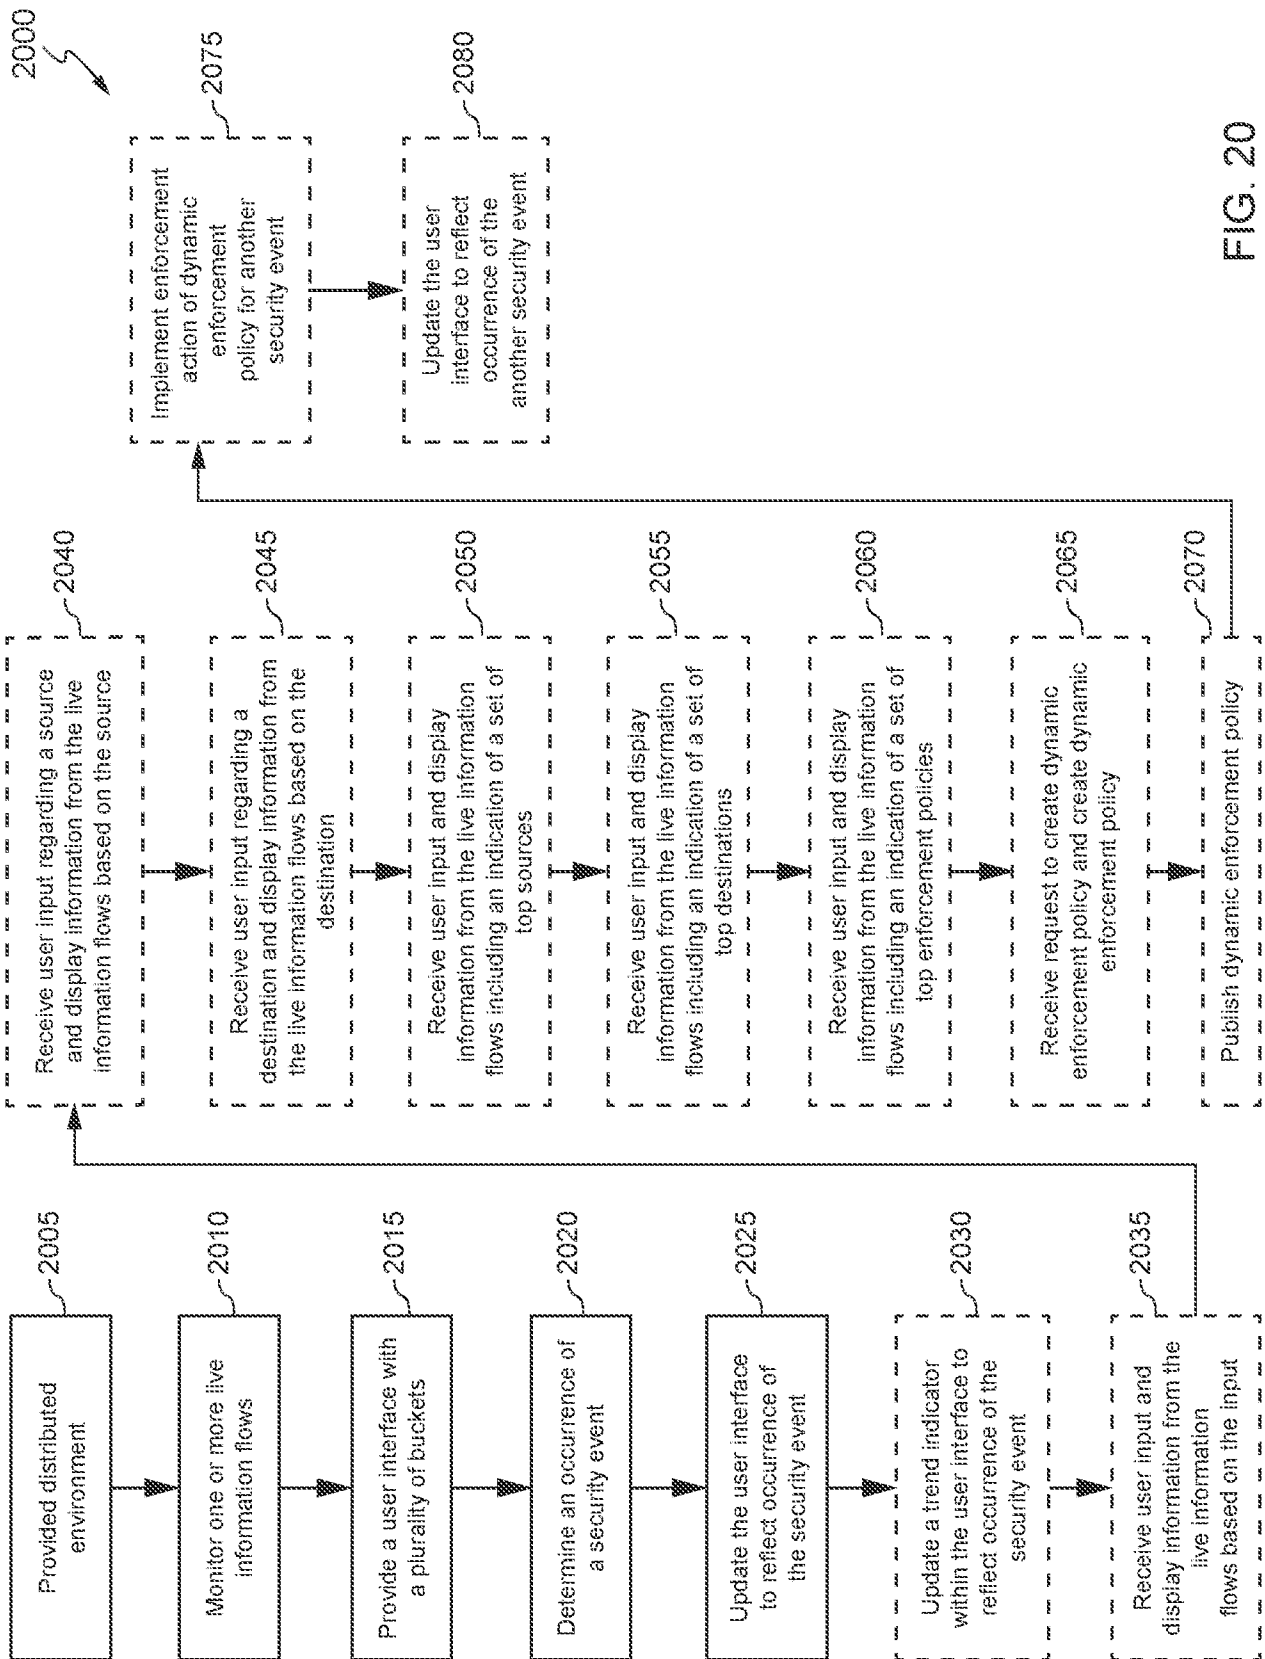 2000
Provided distributed
environment
2005
Monitor one or more live
information flows
2010
Provide a user interface with
a plurality of buckets
2015
Determine an occurrence of
a security event
2020
Update the user interface
to reflect occurrence of
the security event
2025
Update a trend indicator
within the user interface to
reflect occurrence of the
security event
2030
Receive user input and
display information from the
live information
flows based on the input
2035
Receive user input regarding a source
and display information from the live
information flows based on the source
2040
Receive user input regarding a
destination and display information from
the live information flows based on the
destination
2045
Receive user input and display
information from the live information
flows including an indication of a set of
top sources
2050
Receive user input and display
information from the live information
flows including an indication of a set of
top destinations
2055
Receive user input and display
information from the live information
flows including an indication of a set of
top enforcement policies
2060
Receive request to create dynamic
enforcement policy and create dynamic
enforcement policy
2065
Publish dynamic enforcement policy
2070
Implement enforcement
action of dynamic
enforcement
policy for another
security event
2075
Update the user
interface to reflect
occurrence of the
another security event
2080
FIG. 20